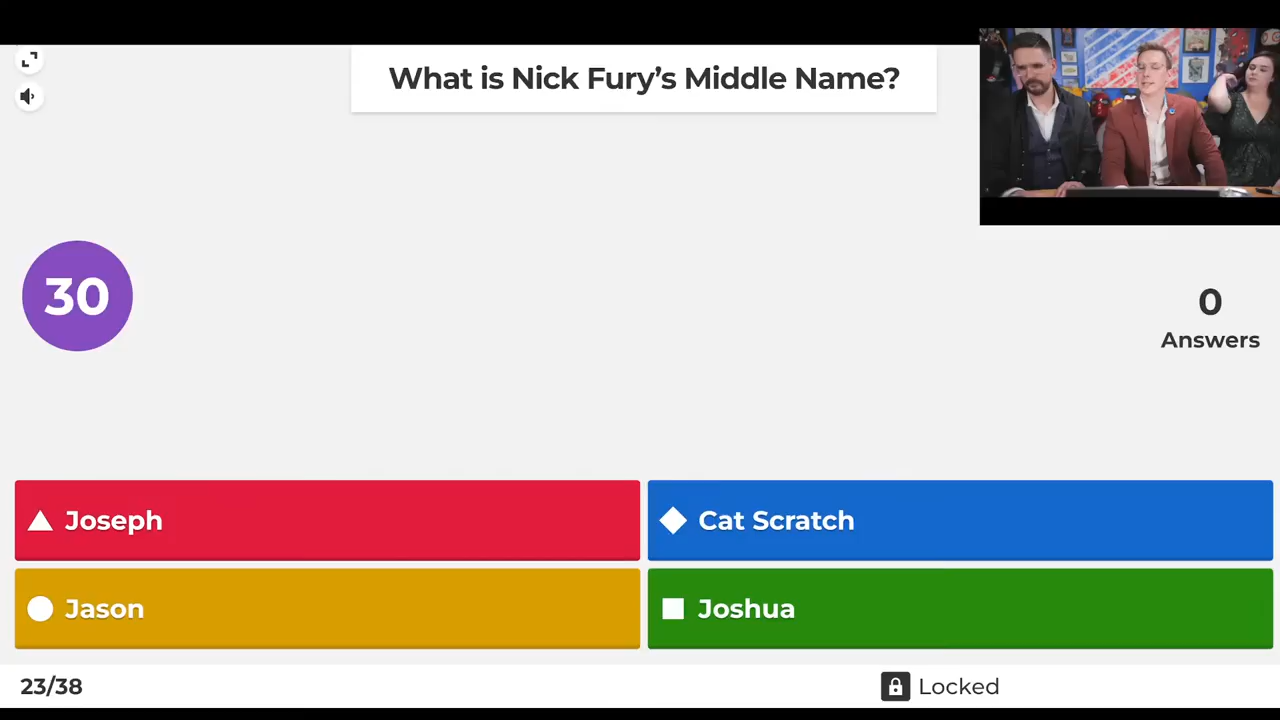 What is Nick Fury’s Middle Name?
30
0
Answers
Joseph
Cat Scratch
Jason
Joshua
23/38
Locked